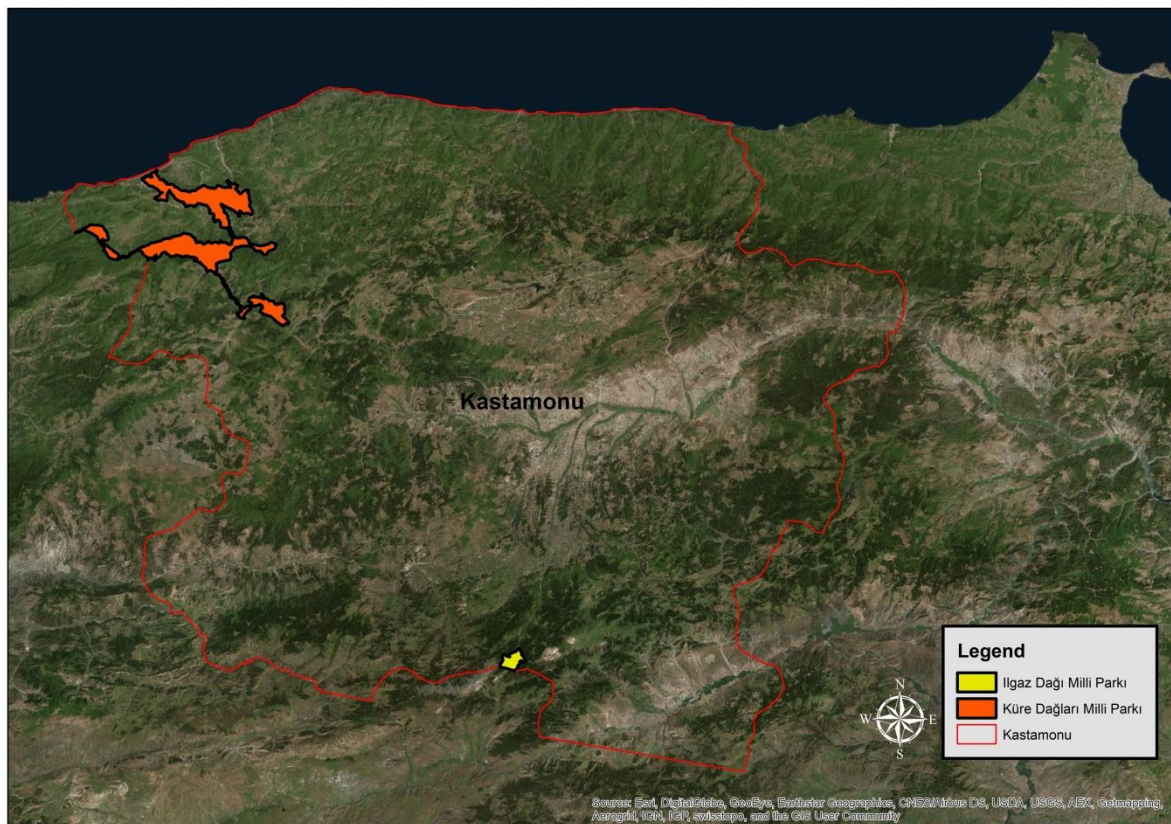 Kastamonu
N
W E
S
Legend
Ilgaz Dağı Milli Parkı
Küre Dağları Milli Parkı
Kastamonu
Source: Esri, DigitalGlobe, GeoEye, Earthstar Geographics, CNES/Airbus DS, USDA, USGS, AEX, Getmapping,
Aerogrid, IGN, IGP, swisstopo, and the GIS User Community